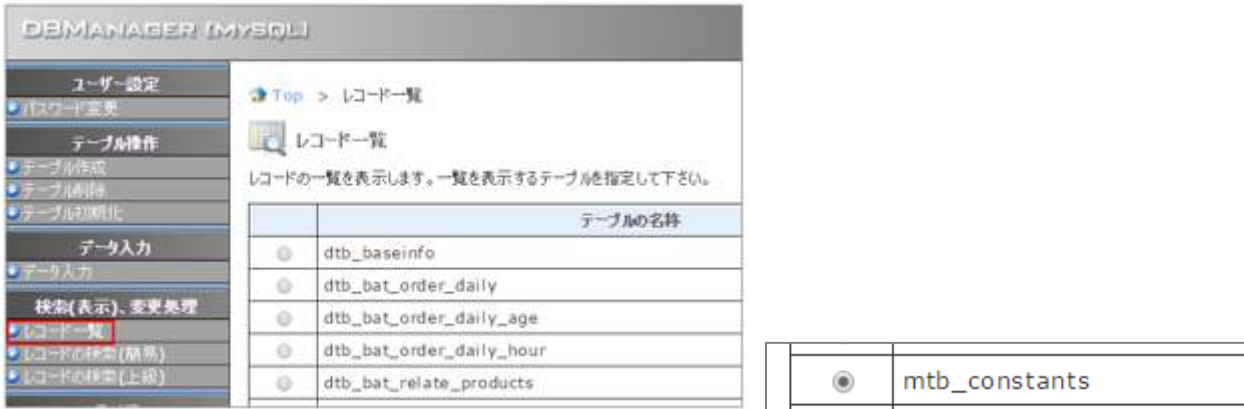 DBMANAGER [MYSQL]
ユーザー設定
パスワード変更
テーブル操作
テーブル作成
テーブル削除
テーブル初期化
データ入力
データ入力
検索(表示)、変更処理
レコード一覧
レコードの検索(簡易)
レコードの検索(上級)
Top > レコード一覧
レコード一覧
レコードの一覧を表示します。一覧を表示するテーブルを指定して下さい。
テーブルの名称
dtb_baseinfo
dtb_bat_order_daily
dtb_bat_order_daily_age
dtb_bat_order_daily_hour
dtb_bat_relate_products
mtb_constants